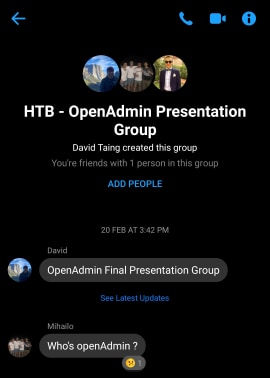 HTB - OpenAdmin Presentation
Group
David Taing created this group
You're friends with 1 person in this group
ADD PEOPLE
20 FEB AT 3:42 PM
David
OpenAdmin Final Presentation Group
See Latest Updates
Mihailo
Who's openAdmin ?
1